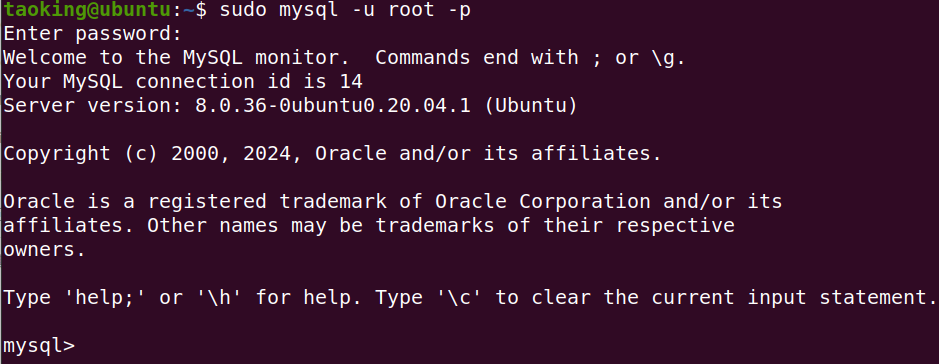 taoking@ubuntu:~$ sudo mysql -u root -p
Enter password:
Welcome to the MySQL monitor.  Commands end with ; or \g.
Your MySQL connection id is 14
Server version: 8.0.36-0ubuntu0.20.04.1 (Ubuntu)
Copyright (c) 2000, 2024, Oracle and/or its affiliates.
Oracle is a registered trademark of Oracle Corporation and/or its
affiliates. Other names may be trademarks of their respective
owners.
Type 'help;' or '\h' for help. Type '\c' to clear the current input statement.
mysql>